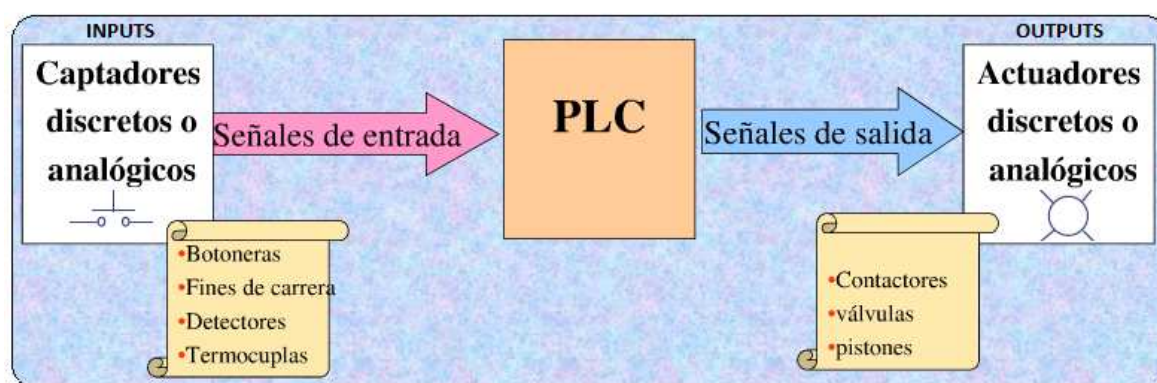 INPUTS
Captadores
discretos o
analógicos
Señales de entrada
PLC
Señales de salida
OUTPUTS
Actuadores
discretos o
analógicos
•Botoneras
•Fines de carrera
•Detectores
•Termocuplas
•Contactores
•válvulas
•pistones